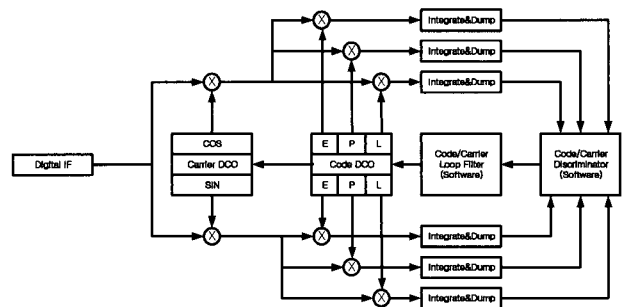 Integrate&Dump
Integrate&Dump
Integrate&Dump
COS
Carrier DCO
SIN
Digital IF
E P L
Code DCO
E P L
Code/Carrier
Loop Filter
(Software)
Code/Carrier
Discriminator
(Software)
Integrate&Dump
Integrate&Dump
Integrate&Dump